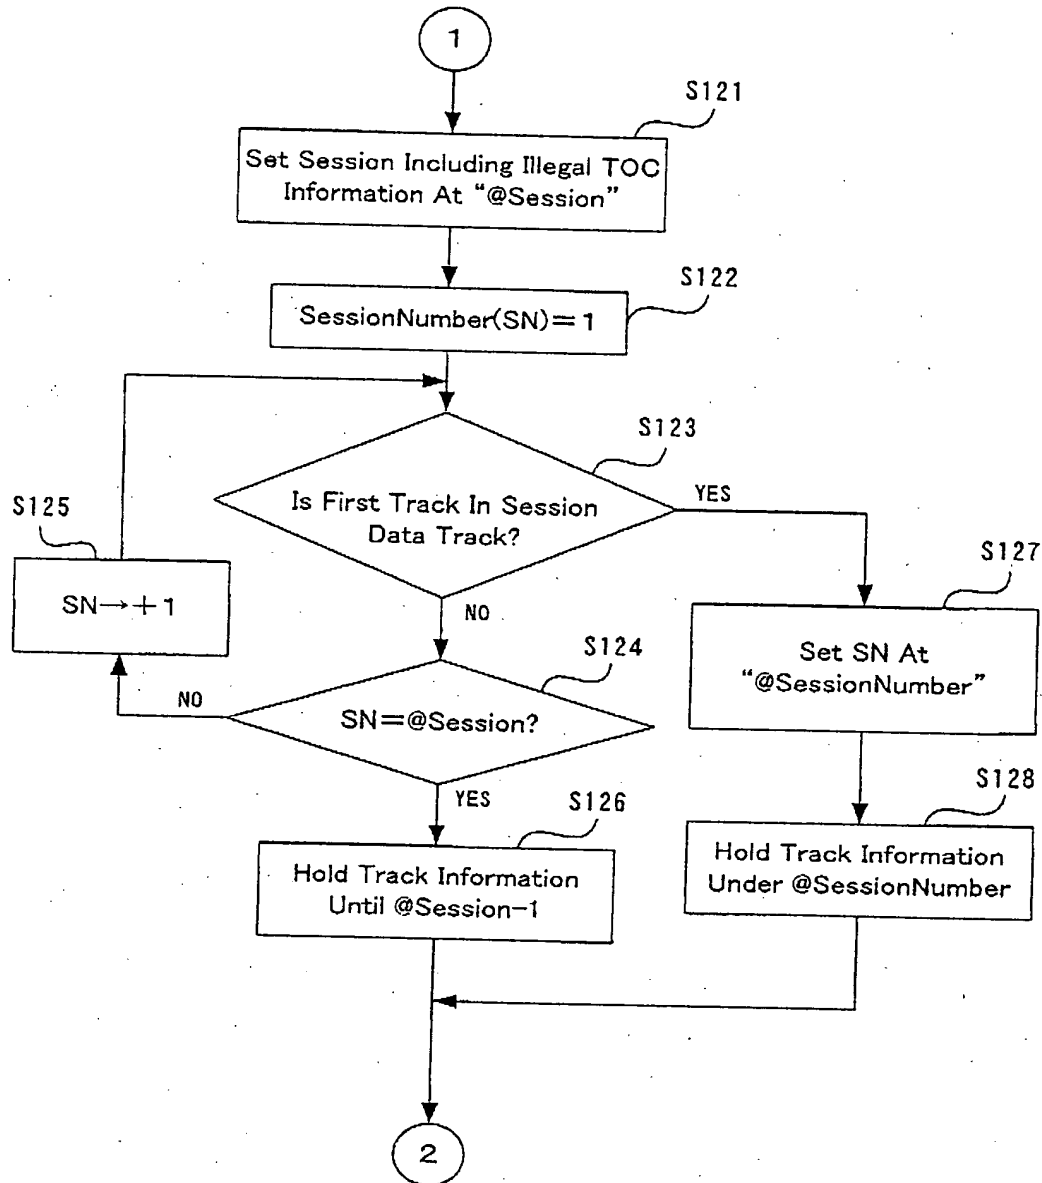 1
S121
Set Session Including Illegal TOC
Information At "@Session"
S122
SessionNumber(SN)=1
S123
Is First Track In Session
Data Track?
YES
S125
SN→+1
NO
S127
Set SN At
"@SessionNumber"
S124
SN=@Session?
NO
YES
S126
Hold Track Information
Until @Session-1
S128
Hold Track Information
Under @SessionNumber
2